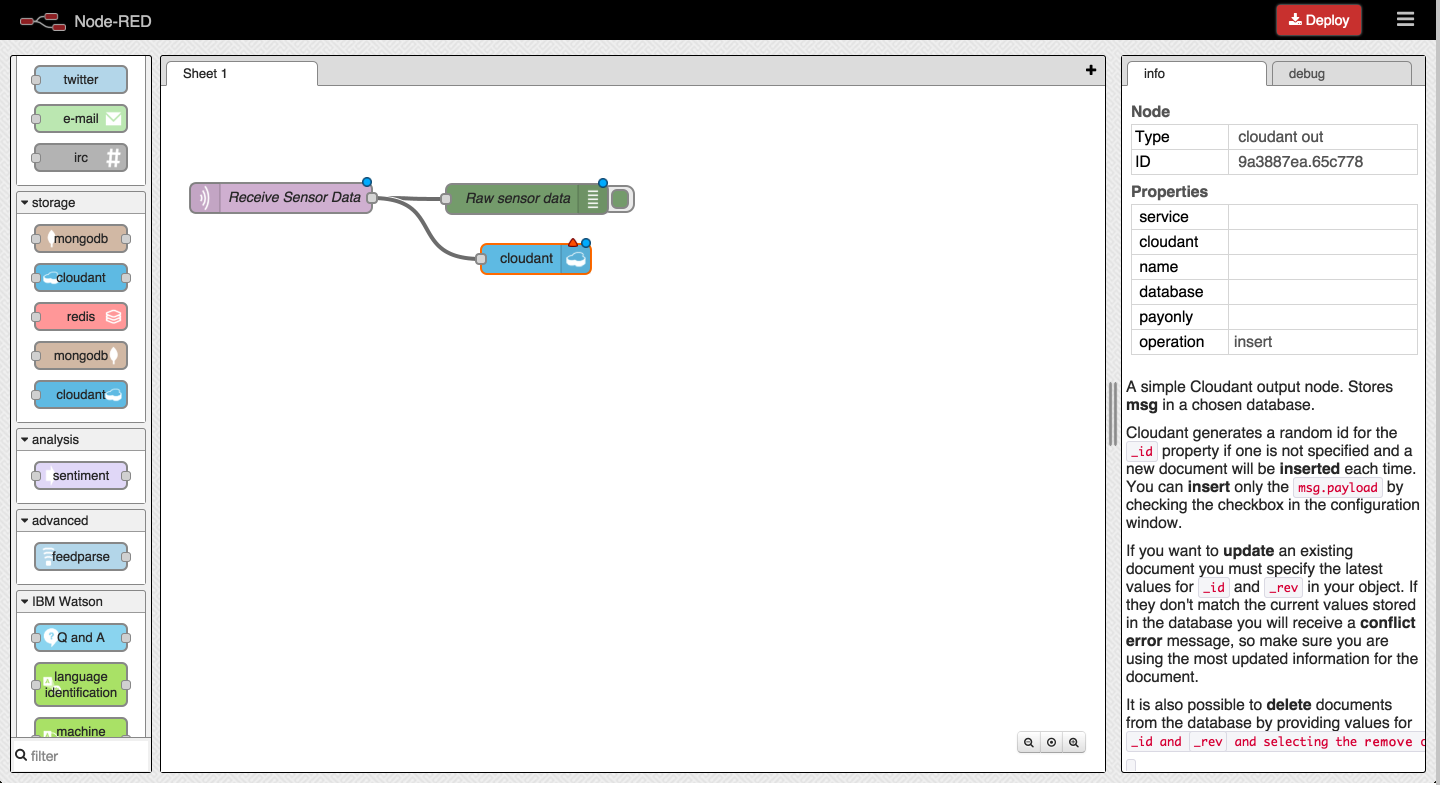 Node-RED
Deploy
twitter
e-mail
irc
storage
mongodb
cloudant
redis
mongodb
cloudant
analysis
sentiment
advanced
feedparse
IBM Watson
Q and A
language
identification
machine
filter
Sheet 1
Receive Sensor Data
Raw sensor data
cloudant
info
debug
Node
Type cloudant out
ID 9a3887ea.65c778
Properties
service
cloudant
name
database
payonly
operation insert
A simple Cloudant output node. Stores
msg in a chosen database.
Cloudant generates a random id for the
_id property if one is not specified and a
new document will be inserted each time.
You can insert only the msg.payload by
checking the checkbox in the configuration
window.
If you want to update an existing
document you must specify the latest
values for _id and _rev in your object. If
they don't match the current values stored
in the database you will receive a conflict
error message, so make sure you are
using the most updated information for the
document.
It is also possible to delete documents
from the database by providing values for
_id and _rev and selecting the remove